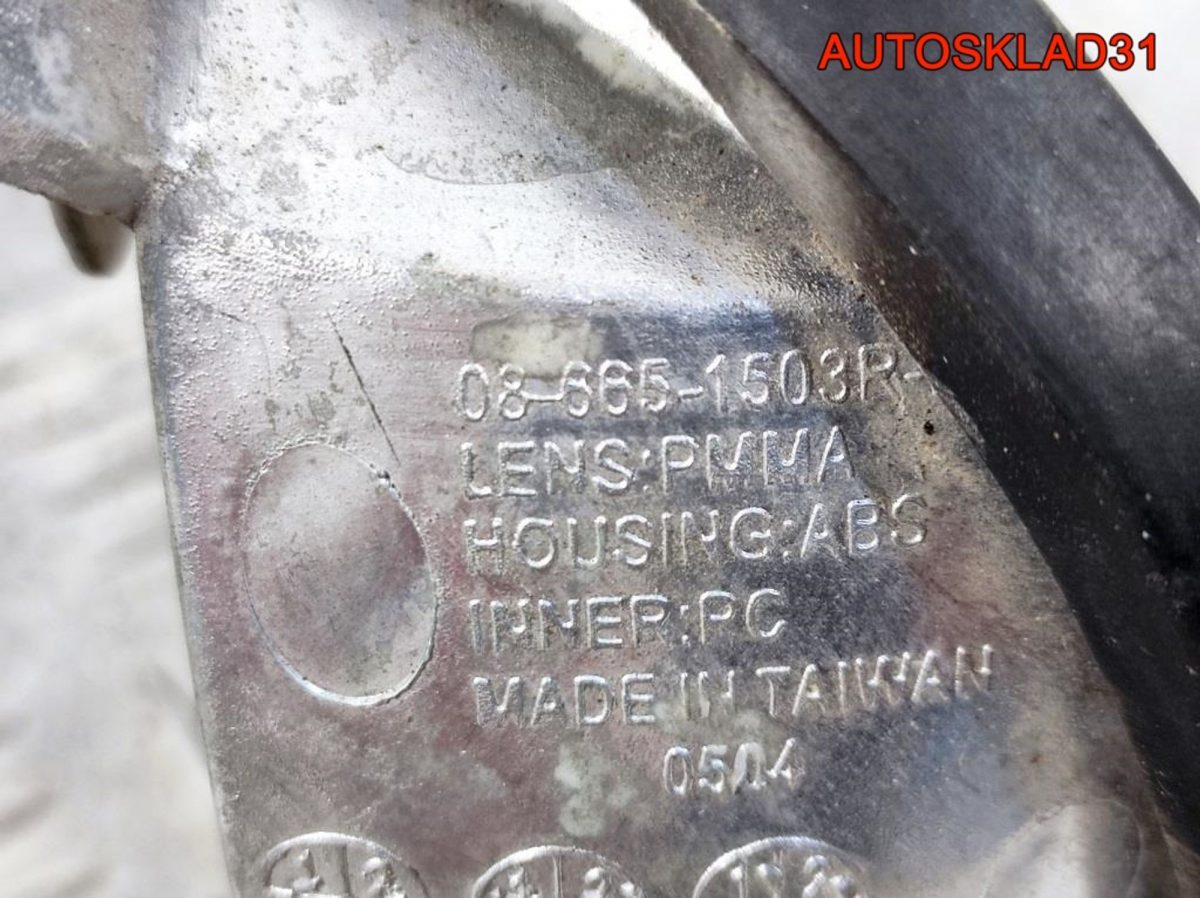 AUTOSKLAD31
08-665-1503R-
LENS:PMMA
HOUSING:ABS
INNER:PC
MADE IN TAIWAN
0504